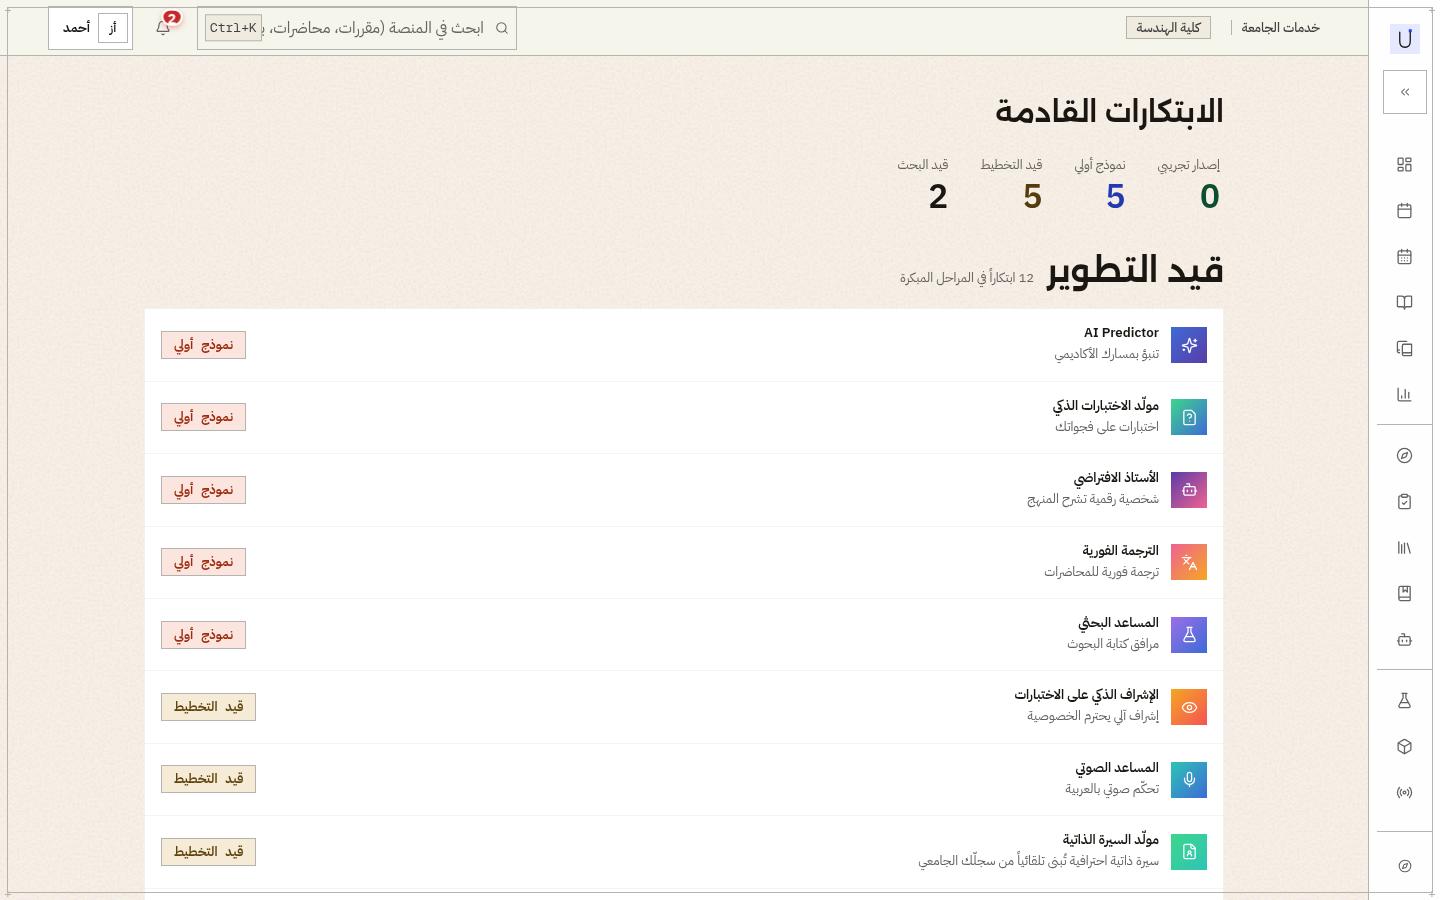 خدمات الجامعة
كلية الهندسة
ابحث في المنصة (مقررات، محاضرات، ب
Ctrl+K
2
أز
أحمد
الابتكارات القادمة
إصدار تجريبي
0
نموذج أولي
5
قيد التخطيط
5
قيد البحث
2
قيد التطوير
12 ابتكاراً في المراحل المبكرة
AI Predictor
تنبؤ بمسارك الأكاديمي
نموذج أولي
مولّد الاختبارات الذكي
اختبارات على فجواتك
نموذج أولي
الأستاذ الافتراضي
شخصية رقمية تشرح المنهج
نموذج أولي
الترجمة الفورية
ترجمة فورية للمحاضرات
نموذج أولي
المساعد البحثي
مرافق كتابة البحوث
نموذج أولي
الإشراف الذكي على الاختبارات
إشراف آلي يحترم الخصوصية
قيد التخطيط
المساعد الصوتي
تحكّم صوتي بالعربية
قيد التخطيط
مولّد السيرة الذاتية
سيرة ذاتية احترافية تُبنى تلقائياً من سجلّك الجامعي
قيد التخطيط